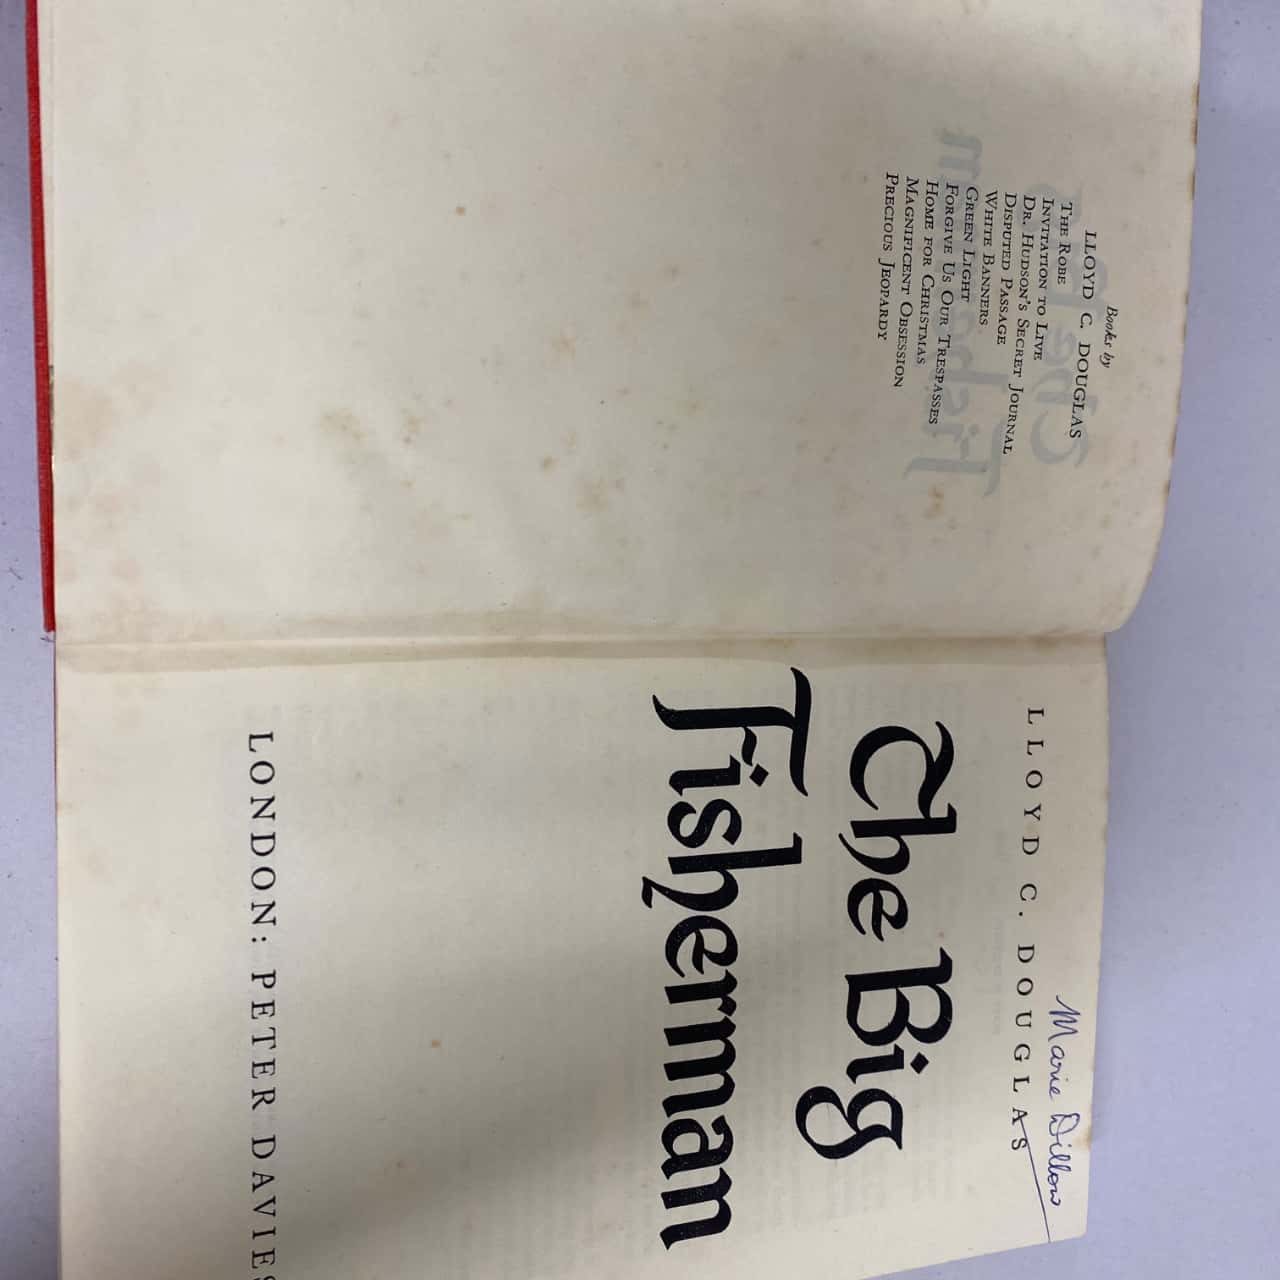 Books by
LLOYD C. DOUGLAS
THE ROBE
INVITATION TO LIVE
DR. HUDSON'S SECRET JOURNAL
DISPUTED PASSAGE
WHITE BANNERS
GREEN LIGHT
FORGIVE US OUR TRESPASSES
HOME FOR CHRISTMAS
MAGNIFICENT OBSESSION
PRECIOUS JEOPARDY
Marie Dillow
LLOYD C. DOUGLAS
The Big
Fisherman
LONDON: PETER DAVIES